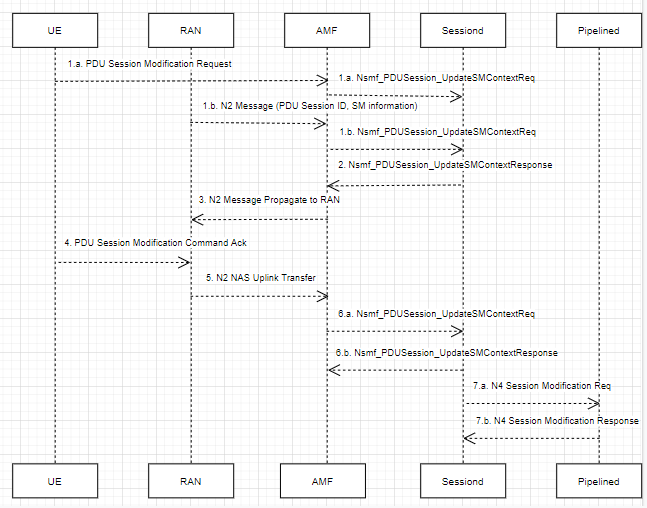 UE
RAN
AMF
Sessiond
Pipelined
1.a. PDU Session Modification Request
1.a. Nsmf_PDUSession_UpdateSMContextReq
1.b. N2 Message (PDU Session ID, SM information)
1.b. Nsmf_PDUSession_UpdateSMContextReq
2. Nsmf_PDUSession_UpdateSMContextResponse
3. N2 Message Propagate to RAN
4. PDU Session Modification Command Ack
5. N2 NAS Uplink Transfer
6.a. Nsmf_PDUSession_UpdateSMContextReq
6.b. Nsmf_PDUSession_UpdateSMContextResponse
7.a. N4 Session Modification Req
7.b. N4 Session Modification Response
UE
RAN
AMF
Sessiond
Pipelined